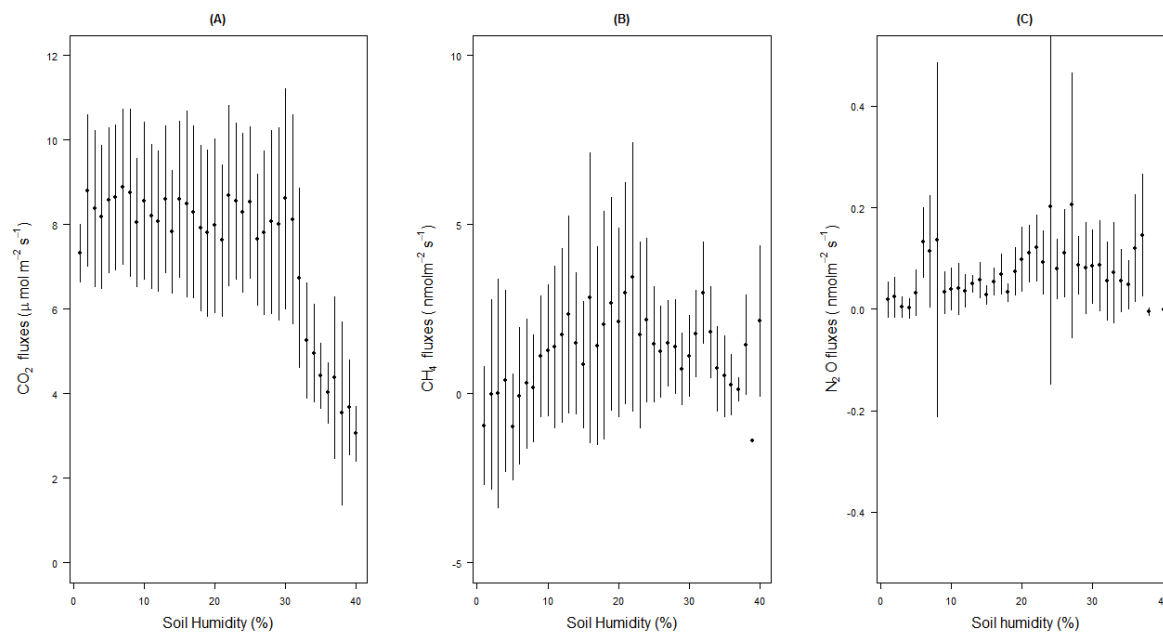 (A)
CO₂ fluxes (μ mol m⁻² s⁻¹)
12
10
8
6
4
2
0
0 10 20 30 40
Soil Humidity (%)
(B)
CH₄ fluxes ( nmolm⁻² s⁻¹)
10
5
0
-5
0 10 20 30 40
Soil Humidity (%)
(C)
N₂ O fluxes ( nmolm⁻² s⁻¹)
0.4
0.2
0.0
-0.2
-0.4
0 10 20 30 40
Soil humidity (%)